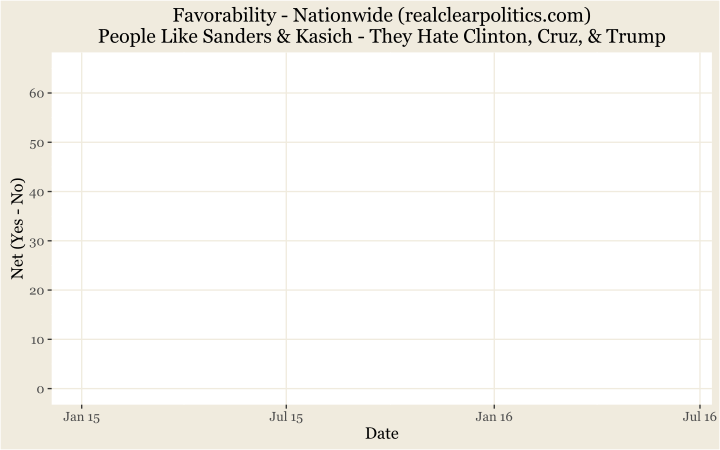 Favorability - Nationwide (realclearpolitics.com)
People Like Sanders & Kasich - They Hate Clinton, Cruz, & Trump
60
50
40
30
20
10
0
Net (Yes - No)
Jan 15
Jul 15
Jan 16
Jul 16
Date